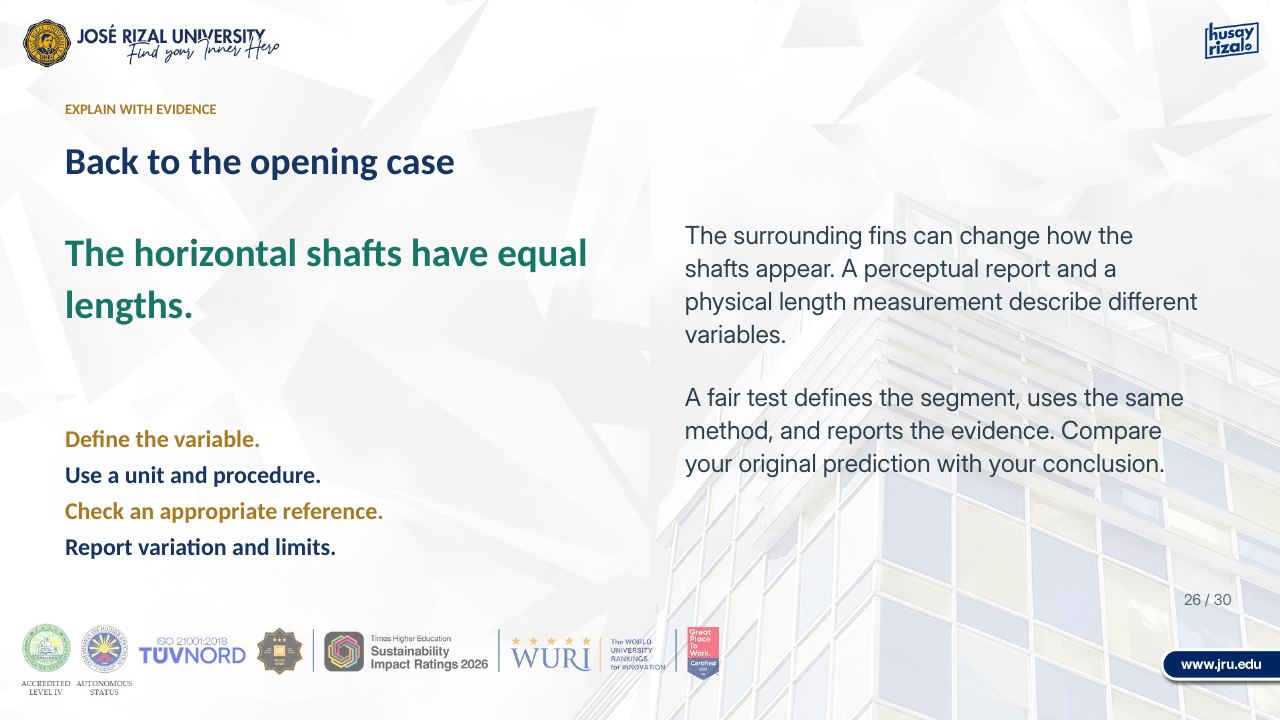 JOSÉ RIZAL UNIVERSITY
Find your Inner Hero
husay
rizal
EXPLAIN WITH EVIDENCE
Back to the opening case
The horizontal shafts have equal
lengths.
Define the variable.
Use a unit and procedure.
Check an appropriate reference.
Report variation and limits.
The surrounding fins can change how the
shafts appear. A perceptual report and a
physical length measurement describe different
variables.
A fair test defines the segment, uses the same
method, and reports the evidence. Compare
your original prediction with your conclusion.
26 / 30
ACCREDITED
LEVEL IV
AUTONOMOUS
STATUS
ISO 21001:2018
TÜVNORD
Times Higher Education
Sustainability
Impact Ratings 2026
WURI
The WORLD
UNIVERSITY
RANKINGS
for INNOVATION
Great
Place
To
Work.
Certified
www.jru.edu